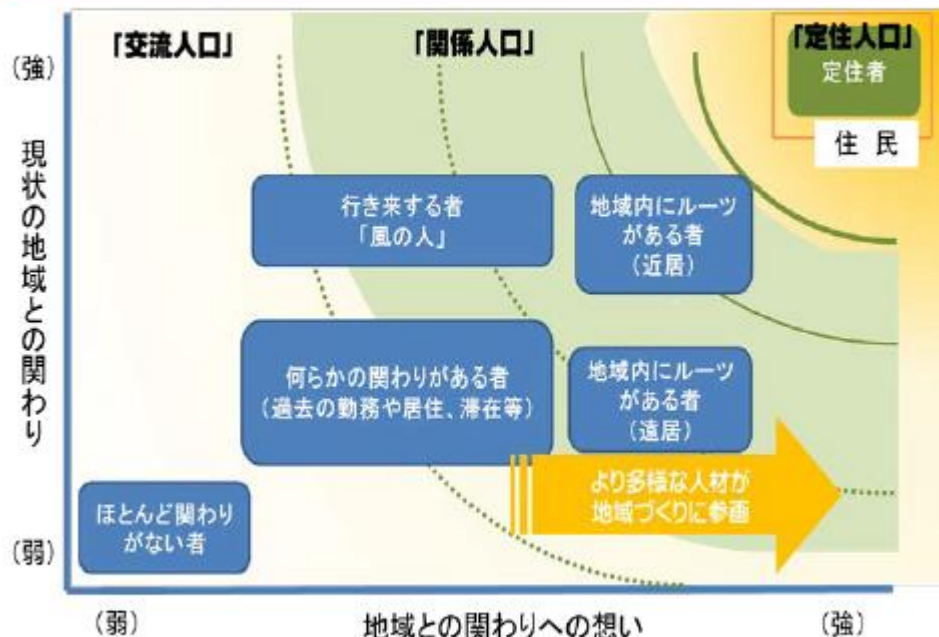 「交流人口」
「関係人口」
「定住人口」
定住者
住 民
(強)
現状の地域との関わり
(弱)
行き来する者
「風の人」
地域内にルーツ
がある者
(近居)
何らかの関わりがある者
(過去の勤務や居住、滞在等)
地域内にルーツ
がある者
(遠居)
より多様な人材が
地域づくりに参画
ほとんど関わり
がない者
(弱)
地域との関わりへの想い
(強)